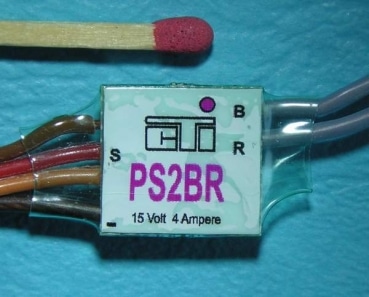 B
CTi
S R
PS2BR
15 Volt 4 Ampere